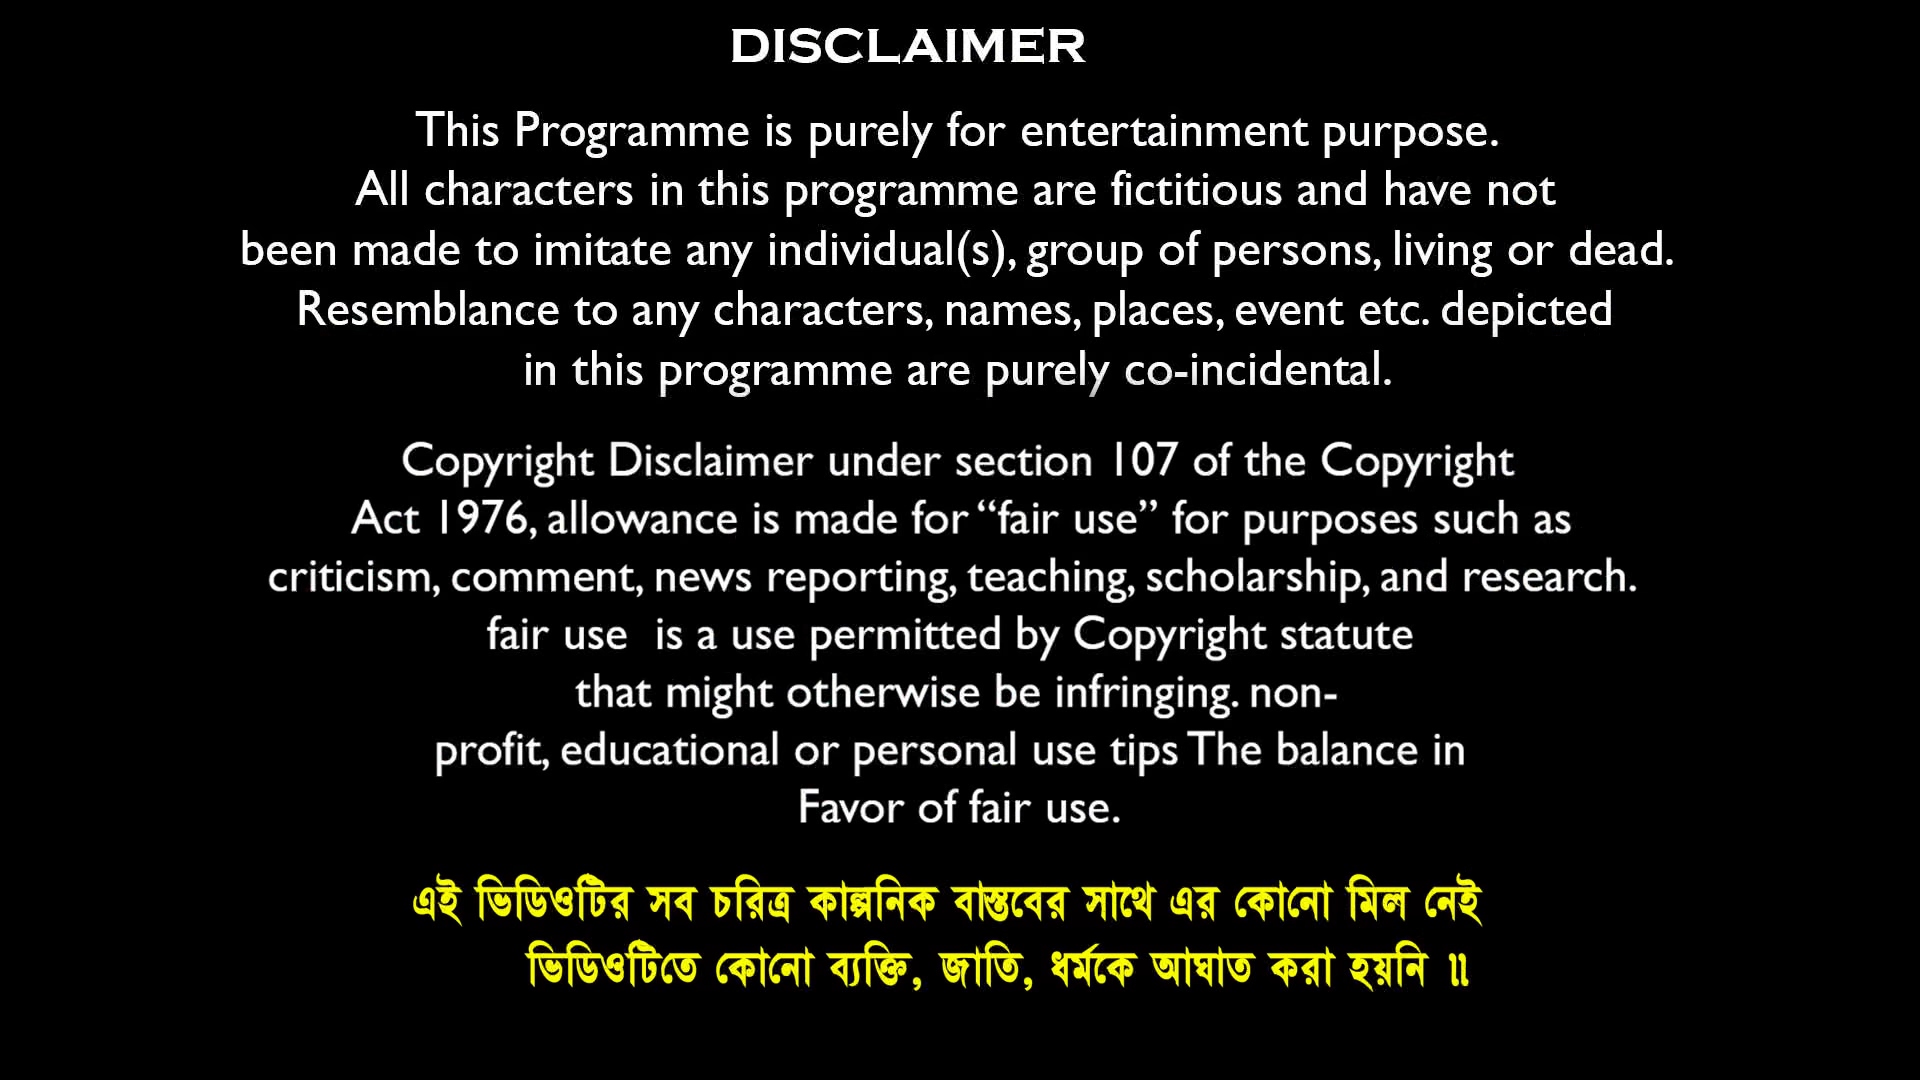 DISCLAIMER
This Programme is purely for entertainment purpose.
All characters in this programme are fictitious and have not
been made to imitate any individual(s), group of persons, living or dead.
Resemblance to any characters, names, places, event etc. depicted
in this programme are purely co-incidental.
Copyright Disclaimer under section 107 of the Copyright
Act 1976, allowance is made for “fair use” for purposes such as
criticism, comment, news reporting, teaching, scholarship, and research.
fair use  is a use permitted by Copyright statute
that might otherwise be infringing. non-
profit, educational or personal use tips The balance in
Favor of fair use.
এই ভিডিওটির সব চরিত্র কাল্পনিক বাস্তবের সাথে এর কোনো মিল নেই
ভিডিওটিতে কোনো ব্যক্তি, জাতি, ধর্মকে আঘাত করা হয়নি ॥